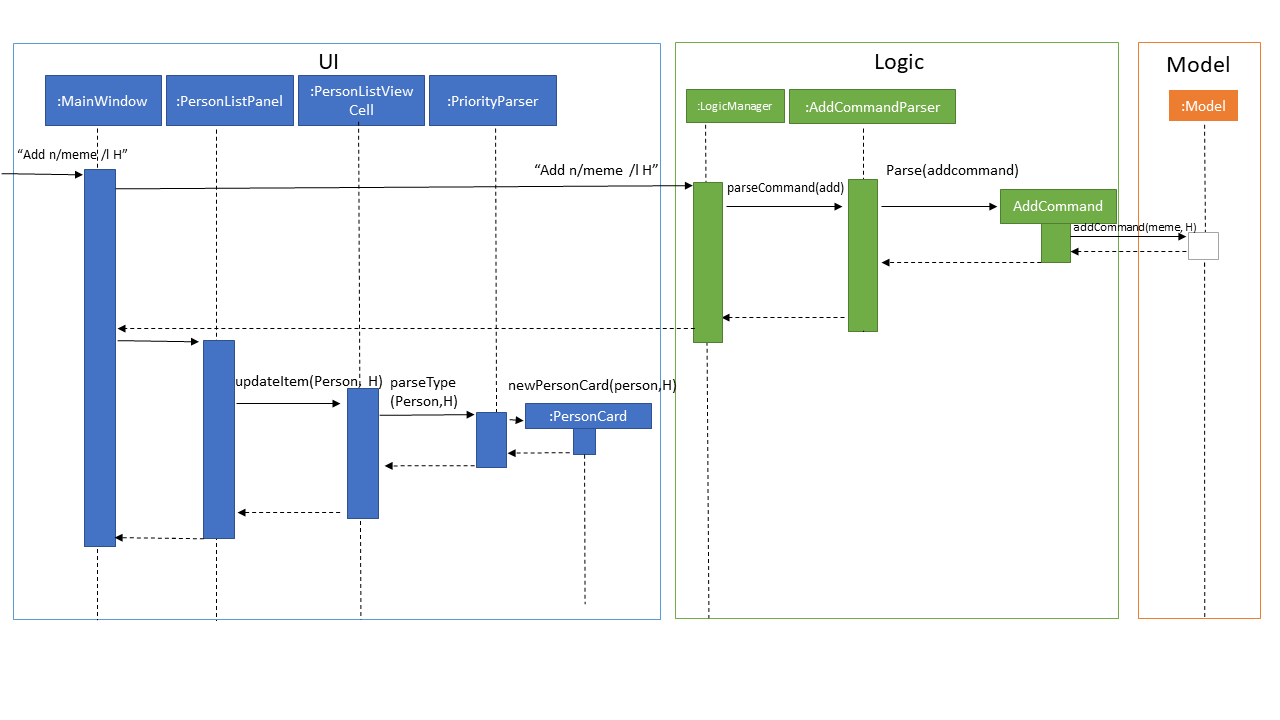 UI
Logic
Model
:MainWindow
:PersonListPanel
:PersonListView
Cell
:PriorityParser
:LogicManager
:AddCommandParser
:Model
“Add n/meme /l H”
“Add n/meme /l H”
parseCommand(add)
Parse(addcommand)
AddCommand
addCommand(meme, H)
updateItem(Person, H)
parseType
(Person,H)
newPersonCard(person,H)
:PersonCard